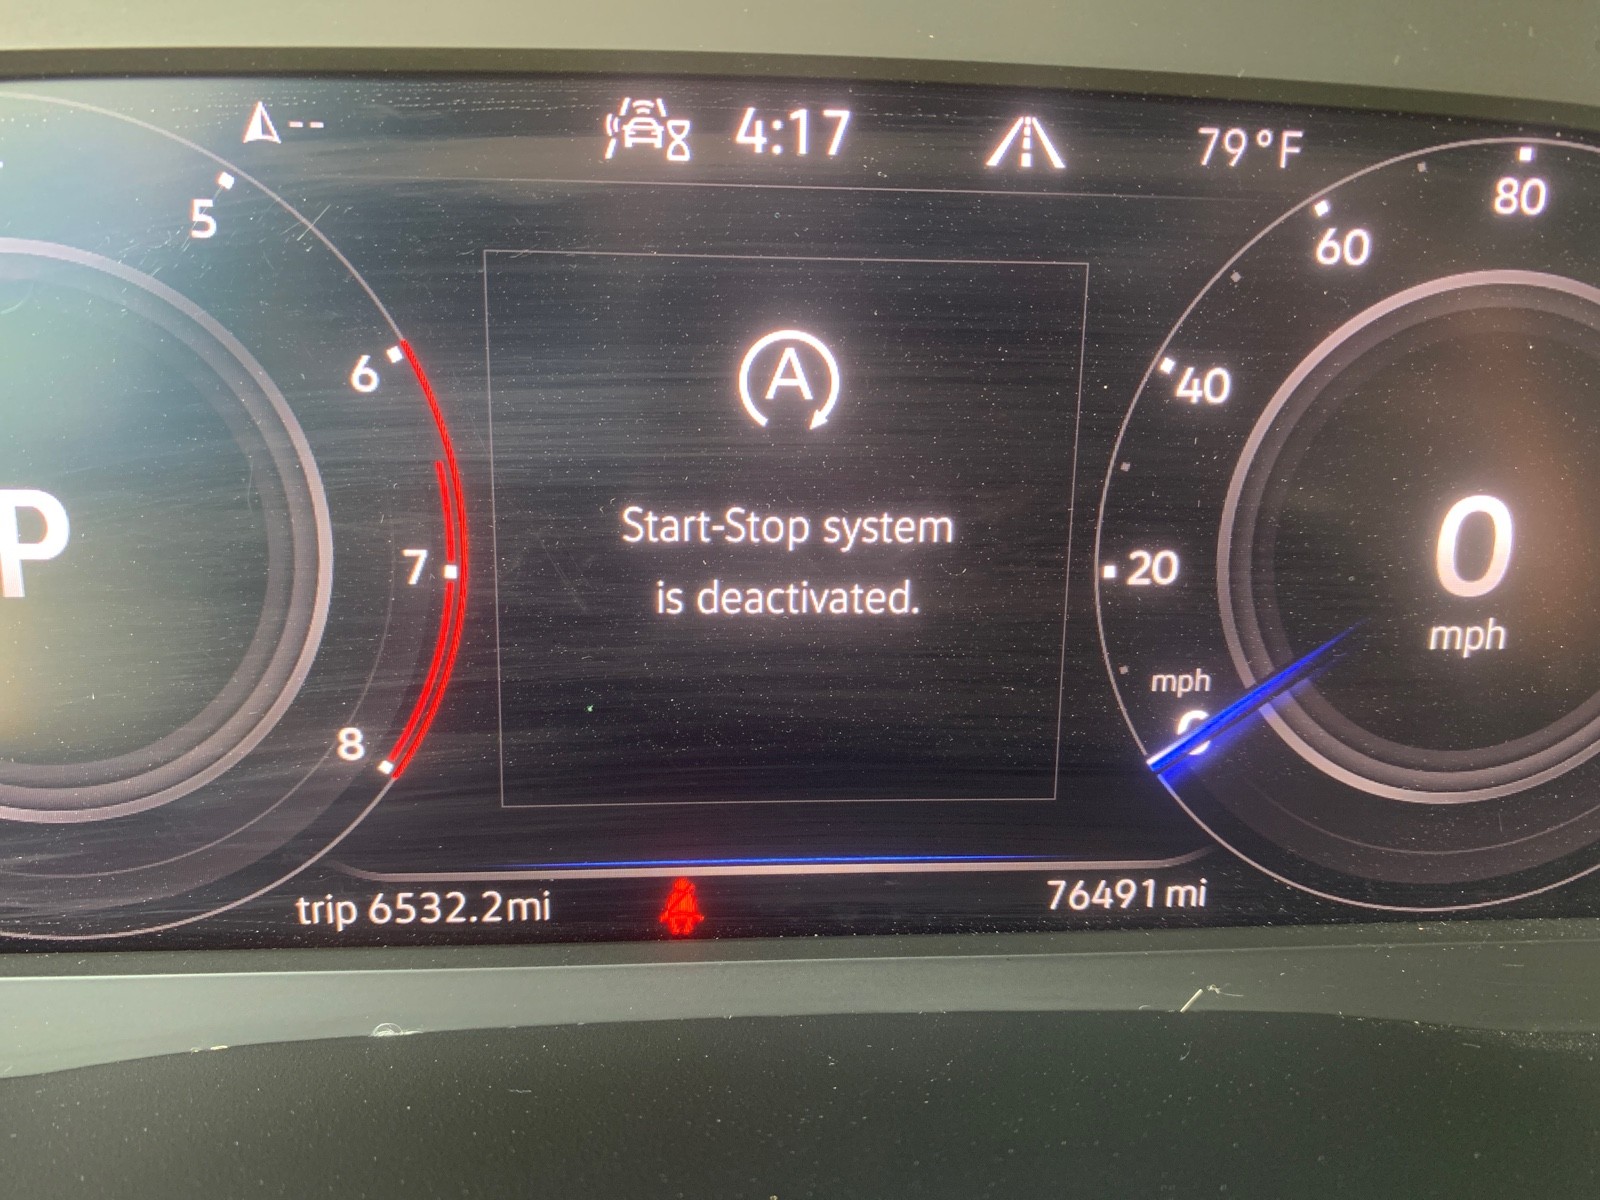 --
4:17
79°F
5
6
7
8
P
A
Start-Stop system
is deactivated.
80
60
40
20
mph
0
0
mph
trip 6532.2mi
76491 mi